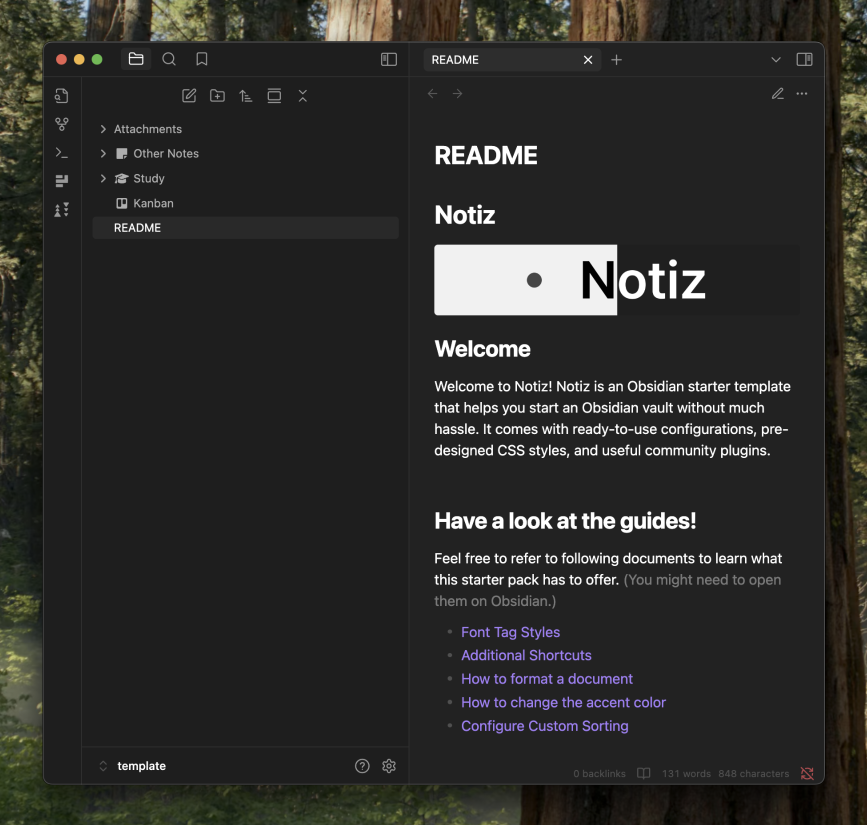 README
Attachments
Other Notes
Study
Kanban
README
template
README
Notiz
Notiz
Welcome
Welcome to Notiz! Notiz is an Obsidian starter template
that helps you start an Obsidian vault without much
hassle. It comes with ready-to-use configurations, pre-
designed CSS styles, and useful community plugins.
Have a look at the guides!
Feel free to refer to following documents to learn what
this starter pack has to offer. (You might need to open
them on Obsidian.)
Font Tag Styles
Additional Shortcuts
How to format a document
How to change the accent color
Configure Custom Sorting
0 backlinks 131 words 848 characters